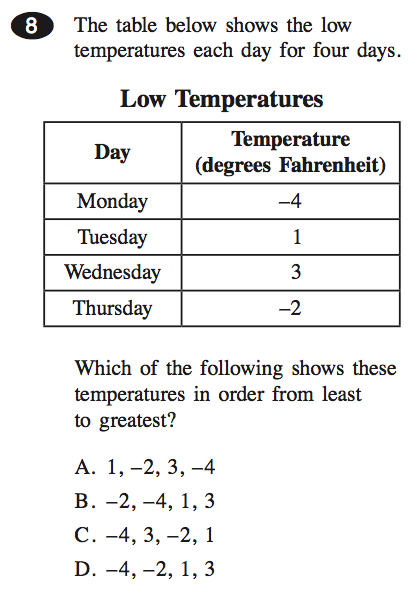 8 The table below shows the low
temperatures each day for four days.
Low Temperatures
Day
Temperature
(degrees Fahrenheit)
Monday –4
Tuesday 1
Wednesday 3
Thursday –2
Which of the following shows these
temperatures in order from least
to greatest?
A. 1, –2, 3, –4
B. –2, –4, 1, 3
C. –4, 3, –2, 1
D. –4, –2, 1, 3